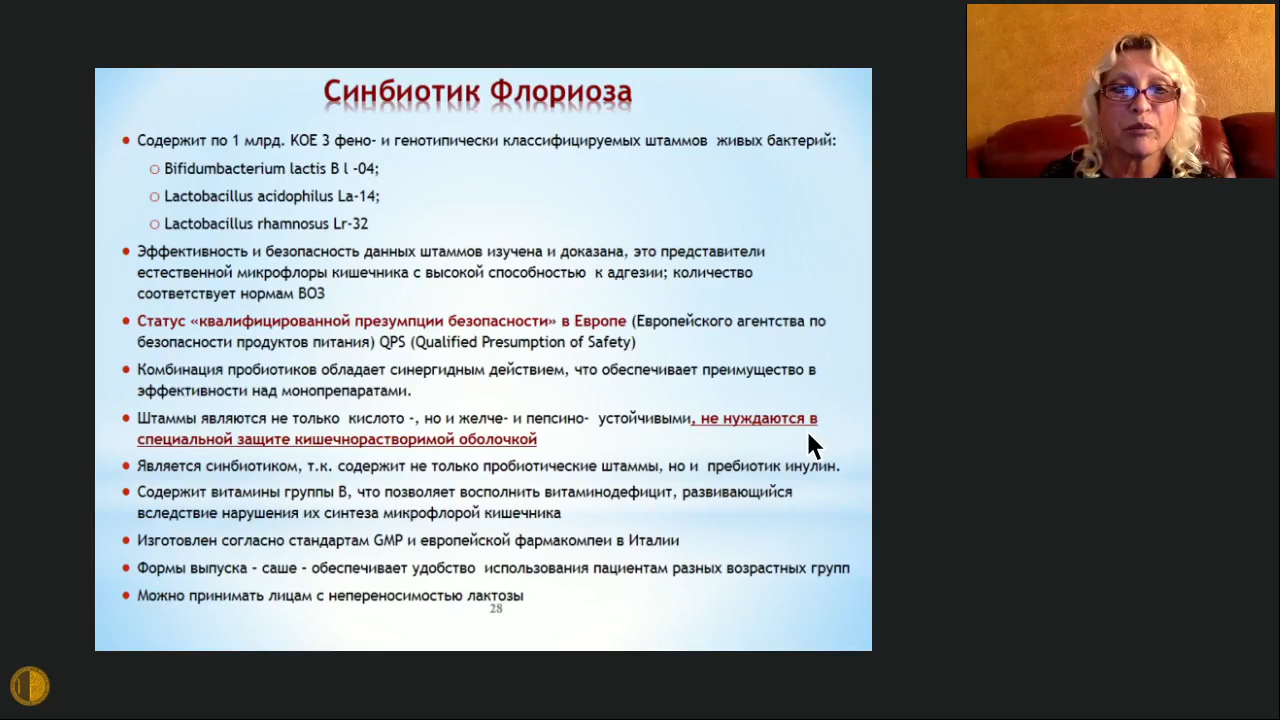 Синбиотик Флориоза
Содержит по 1 млрд. КОЕ 3 фено- и генотипически классифицируемых штаммов живых бактерий:
Bifidumbacterium lactis B l -04;
Lactobacillus acidophilus La-14;
Lactobacillus rhamnosus Lr-32
Эффективность и безопасность данных штаммов изучена и доказана, это представители
естественной микрофлоры кишечника с высокой способностью к адгезии; количество
соответствует нормам ВОЗ
Статус «квалифицированной презумпции безопасности» в Европе (Европейского агентства по
безопасности продуктов питания) QPS (Qualified Presumption of Safety)
Комбинация пробиотиков обладает синергидным действием, что обеспечивает преимущество в
эффективности над монопрепаратами.
Штаммы являются не только кислото -, но и желче- и пепсино- устойчивыми, не нуждаются в
специальной защите кишечнорастворимой оболочкой
Является синбиотиком, т.к. содержит не только пробиотические штаммы, но и пребиотик инулин.
Содержит витамины группы В, что позволяет восполнить витаминодефицит, развивающийся
вследствие нарушения их синтеза микрофлорой кишечника
Изготовлен согласно стандартам GMP и европейской фармакомпеи в Италии
Формы выпуска – саше – обеспечивает удобство использования пациентам разных возрастных групп
Можно принимать лицам с непереносимостью лактозы
28